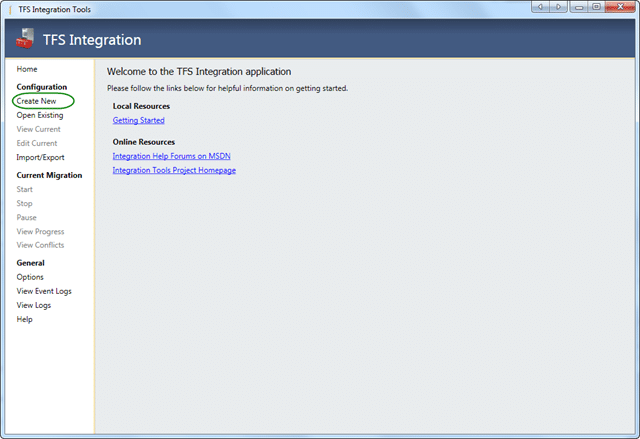 TFS Integration Tools
TFS Integration
Home
Configuration
Create New
Open Existing
View Current
Edit Current
Import/Export
Current Migration
Start
Stop
Pause
View Progress
View Conflicts
General
Options
View Event Logs
View Logs
Help
Welcome to the TFS Integration application
Please follow the links below for helpful information on getting started.
Local Resources
Getting Started
Online Resources
Integration Help Forums on MSDN
Integration Tools Project Homepage